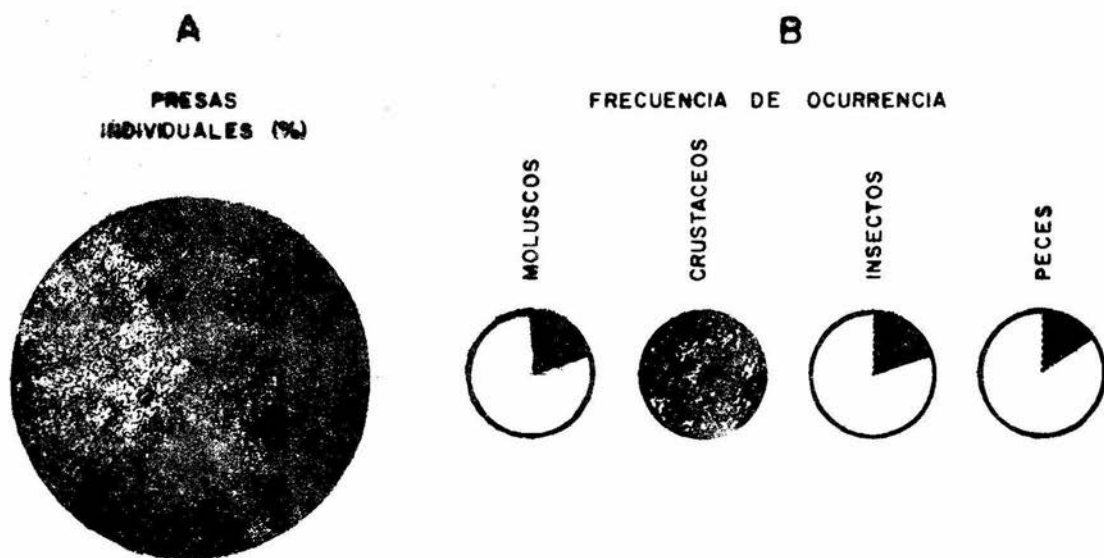 A
PRESAS
INDIVIDUALES (%)
B
FRECUENCIA DE OCURRENCIA
MOLUSCOS
CRUSTACEOS
INSECTOS
PECES